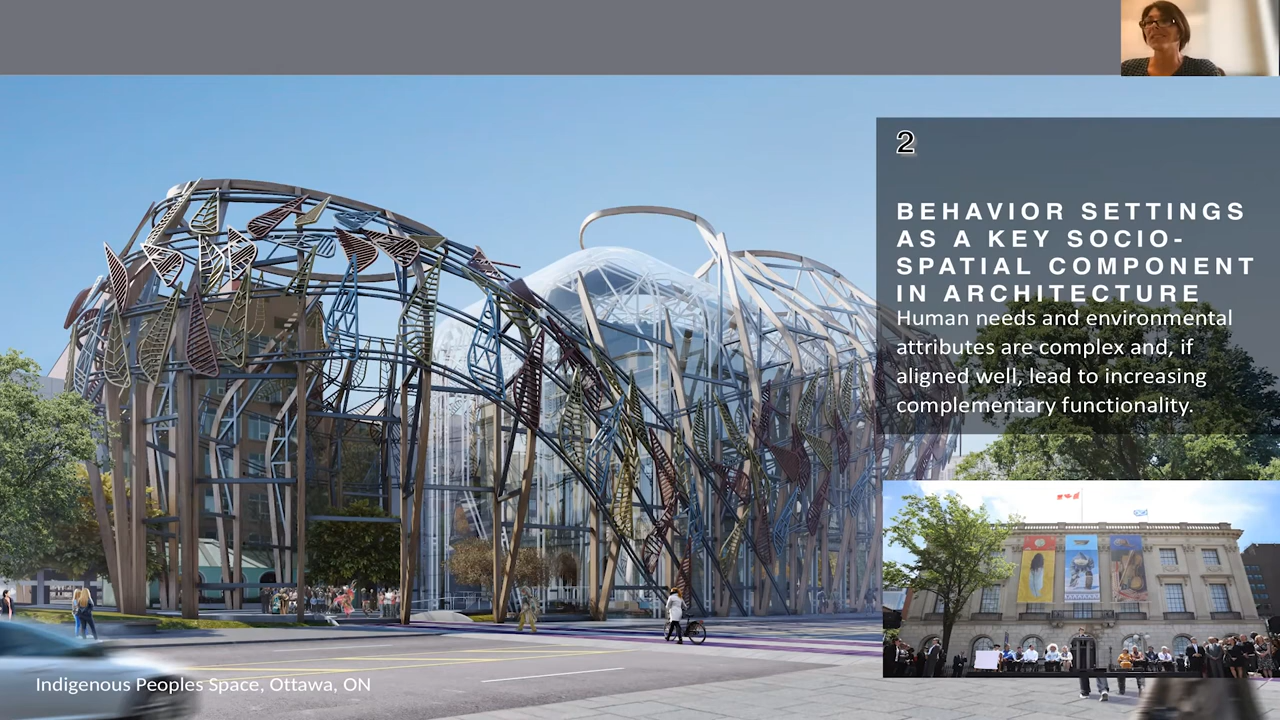 2
BEHAVIOR SETTINGS
AS A KEY SOCIO-
SPATIAL COMPONENT
IN ARCHITECTURE
Human needs and environmental
attributes are complex and, if
aligned well, lead to increasing
complementary functionality.
Indigenous Peoples Space, Ottawa, ON